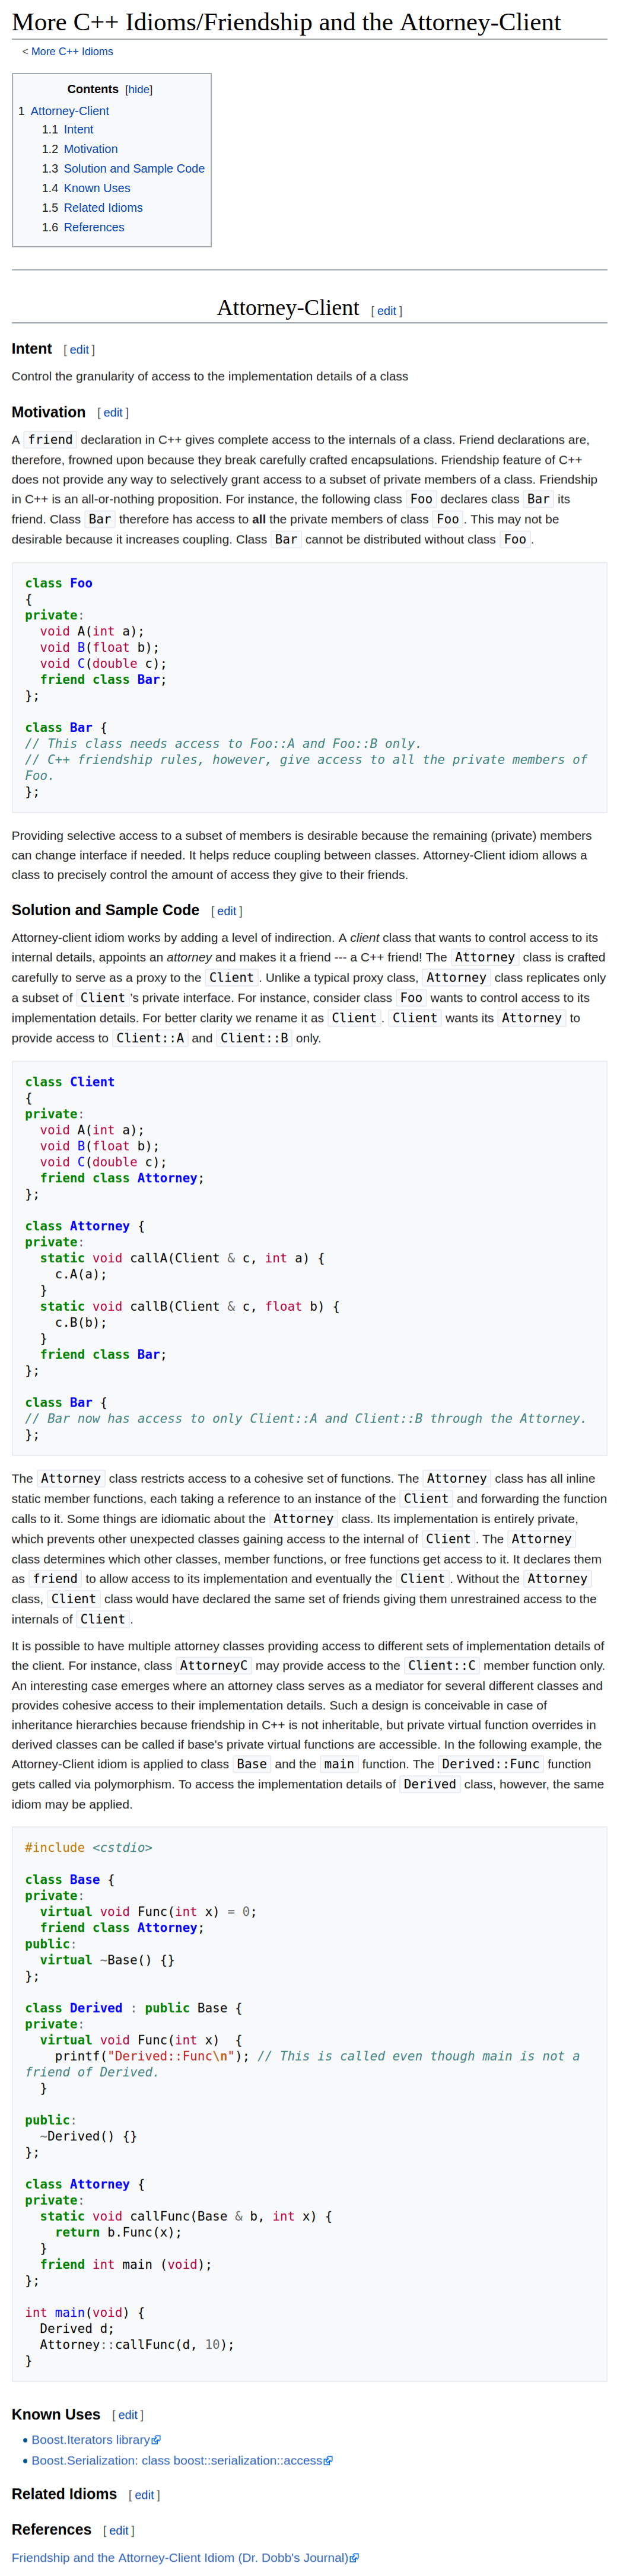 More C++ Idioms/Friendship and the Attorney-Client
< More C++ Idioms
Contents [hide]
1 Attorney-Client
1.1 Intent
1.2 Motivation
1.3 Solution and Sample Code
1.4 Known Uses
1.5 Related Idioms
1.6 References
Attorney-Client [ edit ]
Intent [ edit ]
Control the granularity of access to the implementation details of a class
Motivation [ edit ]
A friend declaration in C++ gives complete access to the internals of a class. Friend declarations are,
therefore, frowned upon because they break carefully crafted encapsulations. Friendship feature of C++
does not provide any way to selectively grant access to a subset of private members of a class. Friendship
in C++ is an all-or-nothing proposition. For instance, the following class Foo declares class Bar its
friend. Class Bar therefore has access to all the private members of class Foo. This may not be
desirable because it increases coupling. Class Bar cannot be distributed without class Foo.
class Foo
{
private:
  void A(int a);
  void B(float b);
  void C(double c);
  friend class Bar;
};
class Bar {
// This class needs access to Foo::A and Foo::B only.
// C++ friendship rules, however, give access to all the private members of
Foo.
};
Providing selective access to a subset of members is desirable because the remaining (private) members
can change interface if needed. It helps reduce coupling between classes. Attorney-Client idiom allows a
class to precisely control the amount of access they give to their friends.
Solution and Sample Code [ edit ]
Attorney-client idiom works by adding a level of indirection. A client class that wants to control access to its
internal details, appoints an attorney and makes it a friend --- a C++ friend! The Attorney class is crafted
carefully to serve as a proxy to the Client. Unlike a typical proxy class, Attorney class replicates only
a subset of Client's private interface. For instance, consider class Foo wants to control access to its
implementation details. For better clarity we rename it as Client. Client wants its Attorney to
provide access to Client::A and Client::B only.
class Client
{
private:
  void A(int a);
  void B(float b);
  void C(double c);
  friend class Attorney;
};
class Attorney {
private:
  static void callA(Client & c, int a) {
    c.A(a);
  }
  static void callB(Client & c, float b) {
    c.B(b);
  }
  friend class Bar;
};
class Bar {
// Bar now has access to only Client::A and Client::B through the Attorney.
};
The Attorney class restricts access to a cohesive set of functions. The Attorney class has all inline
static member functions, each taking a reference to an instance of the Client and forwarding the function
calls to it. Some things are idiomatic about the Attorney class. Its implementation is entirely private,
which prevents other unexpected classes gaining access to the internal of Client. The Attorney
class determines which other classes, member functions, or free functions get access to it. It declares them
as friend to allow access to its implementation and eventually the Client. Without the Attorney
class, Client class would have declared the same set of friends giving them unrestrained access to the
internals of Client.
It is possible to have multiple attorney classes providing access to different sets of implementation details of
the client. For instance, class AttorneyC may provide access to the Client::C member function only.
An interesting case emerges where an attorney class serves as a mediator for several different classes and
provides cohesive access to their implementation details. Such a design is conceivable in case of
inheritance hierarchies because friendship in C++ is not inheritable, but private virtual function overrides in
derived classes can be called if base's private virtual functions are accessible. In the following example, the
Attorney-Client idiom is applied to class Base and the main function. The Derived::Func function
gets called via polymorphism. To access the implementation details of Derived class, however, the same
idiom may be applied.
#include <cstdio>
class Base {
private:
  virtual void Func(int x) = 0;
  friend class Attorney;
public:
  virtual ~Base() {}
};
class Derived : public Base {
private:
  virtual void Func(int x)  {
    printf("Derived::Func\n"); // This is called even though main is not a
friend of Derived.
  }
public:
  ~Derived() {}
};
class Attorney {
private:
  static void callFunc(Base & b, int x) {
    return b.Func(x);
  }
  friend int main (void);
};
int main(void) {
  Derived d;
  Attorney::callFunc(d, 10);
}
Known Uses [ edit ]
• Boost.Iterators library
• Boost.Serialization: class boost::serialization::access
Related Idioms [ edit ]
References [ edit ]
Friendship and the Attorney-Client Idiom (Dr. Dobb's Journal)